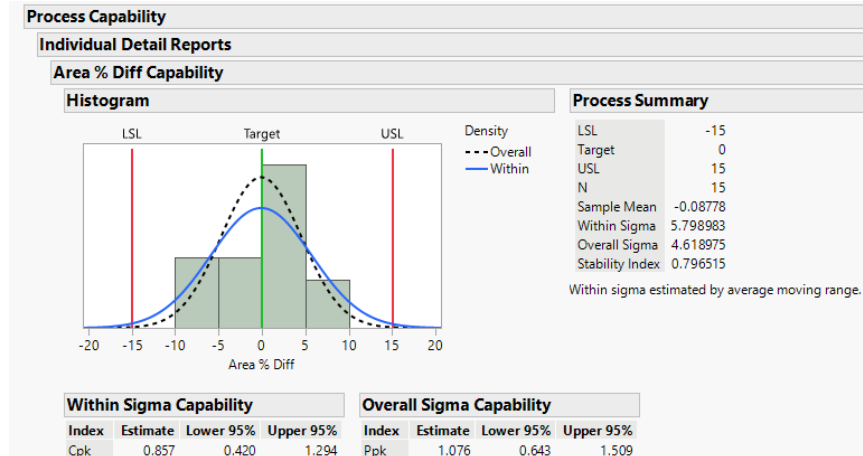 Process Capability
Individual Detail Reports
Area % Diff Capability
Histogram
LSL Target USL
-20 -15 -10 -5 0 5 10 15 20
Area % Diff
Density
Overall
Within
Process Summary
LSL -15
Target 0
USL 15
N 15
Sample Mean -0.08778
Within Sigma 5.798983
Overall Sigma 4.618975
Stability Index 0.796515
Within sigma estimated by average moving range.
Within Sigma Capability
Index Estimate Lower 95% Upper 95%
Cpk 0.857 0.420 1.294
Overall Sigma Capability
Index Estimate Lower 95% Upper 95%
Ppk 1.076 0.643 1.509